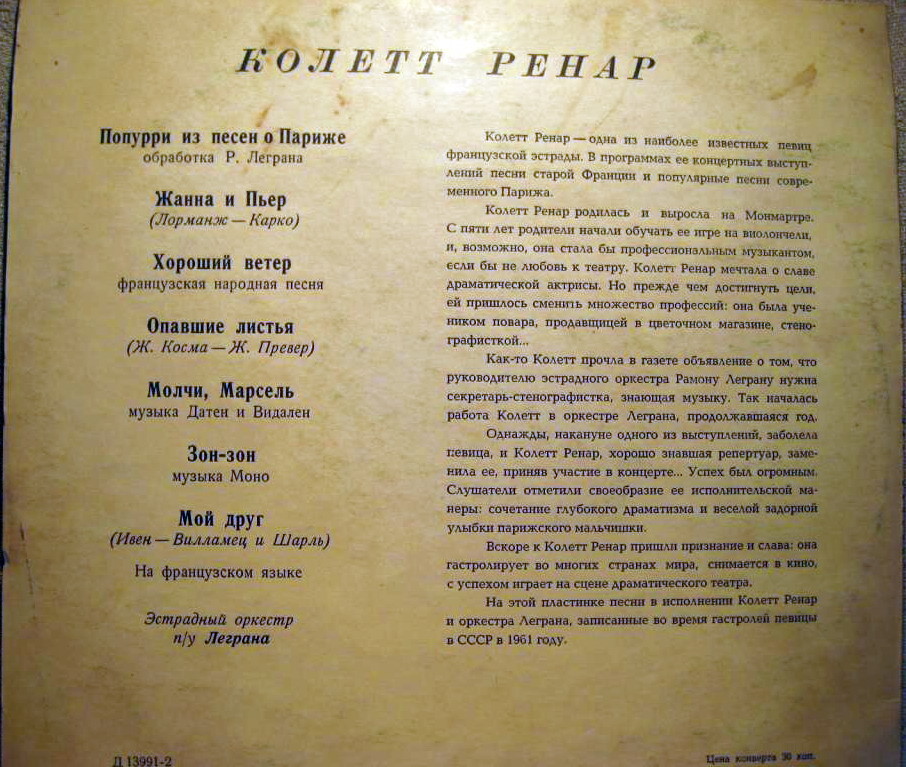 КОЛЕТТ РЕНАР
Попурри из песен о Париже
обработка Р. Леграна
Жанна и Пьер
(Лорманж — Карко)
Хороший ветер
французская народная песня
Опавшие листья
(Ж. Косма — Ж. Превер)
Молчи, Марсель
музыка Датен и Видален
Зон-зон
музыка Моно
Мой друг
(Ивен — Вилламец и Шарль)
На французском языке
Эстрадный оркестр
п/у Леграна
Колетт Ренар — одна из наиболее известных певиц
французской эстрады. В программах ее концертных выступ-
лений песни старой Франции и популярные песни совре-
менного Парижа.
Колетт Ренар родилась и выросла на Монмартре.
С пяти лет родители начали обучать ее игре на виолончели,
и, возможно, она стала бы профессиональным музыкантом,
если бы не любовь к театру. Колетт Ренар мечтала о славе
драматической актрисы. Но прежде чем достигнуть цели,
ей пришлось сменить множество профессий: она была уче-
ником повара, продавщицей в цветочном магазине, стено-
графисткой...
Как-то Колетт прочла в газете объявление о том, что
руководителю эстрадного оркестра Рамону Леграну нужна
секретарь-стенографистка, знающая музыку. Так началась
работа Колетт в оркестре Леграна, продолжавшаяся год.
Однажды, накануне одного из выступлений, заболела
певица, и Колетт Ренар, хорошо знавшая репертуар, заме-
нила ее, приняв участие в концерте... Успех был огромным.
Слушатели отметили своеобразие ее исполнительской ма-
неры: сочетание глубокого драматизма и веселой задорной
улыбки парижского мальчишки.
Вскоре к Колетт Ренар пришли признание и слава: она
гастролирует во многих странах мира, снимается в кино,
с успехом играет на сцене драматического театра.
На этой пластинке песни в исполнении Колетт Ренар
и оркестра Леграна, записанные во время гастролей певицы
в СССР в 1961 году.
Д 13991-2
Цена конверта 30 коп.